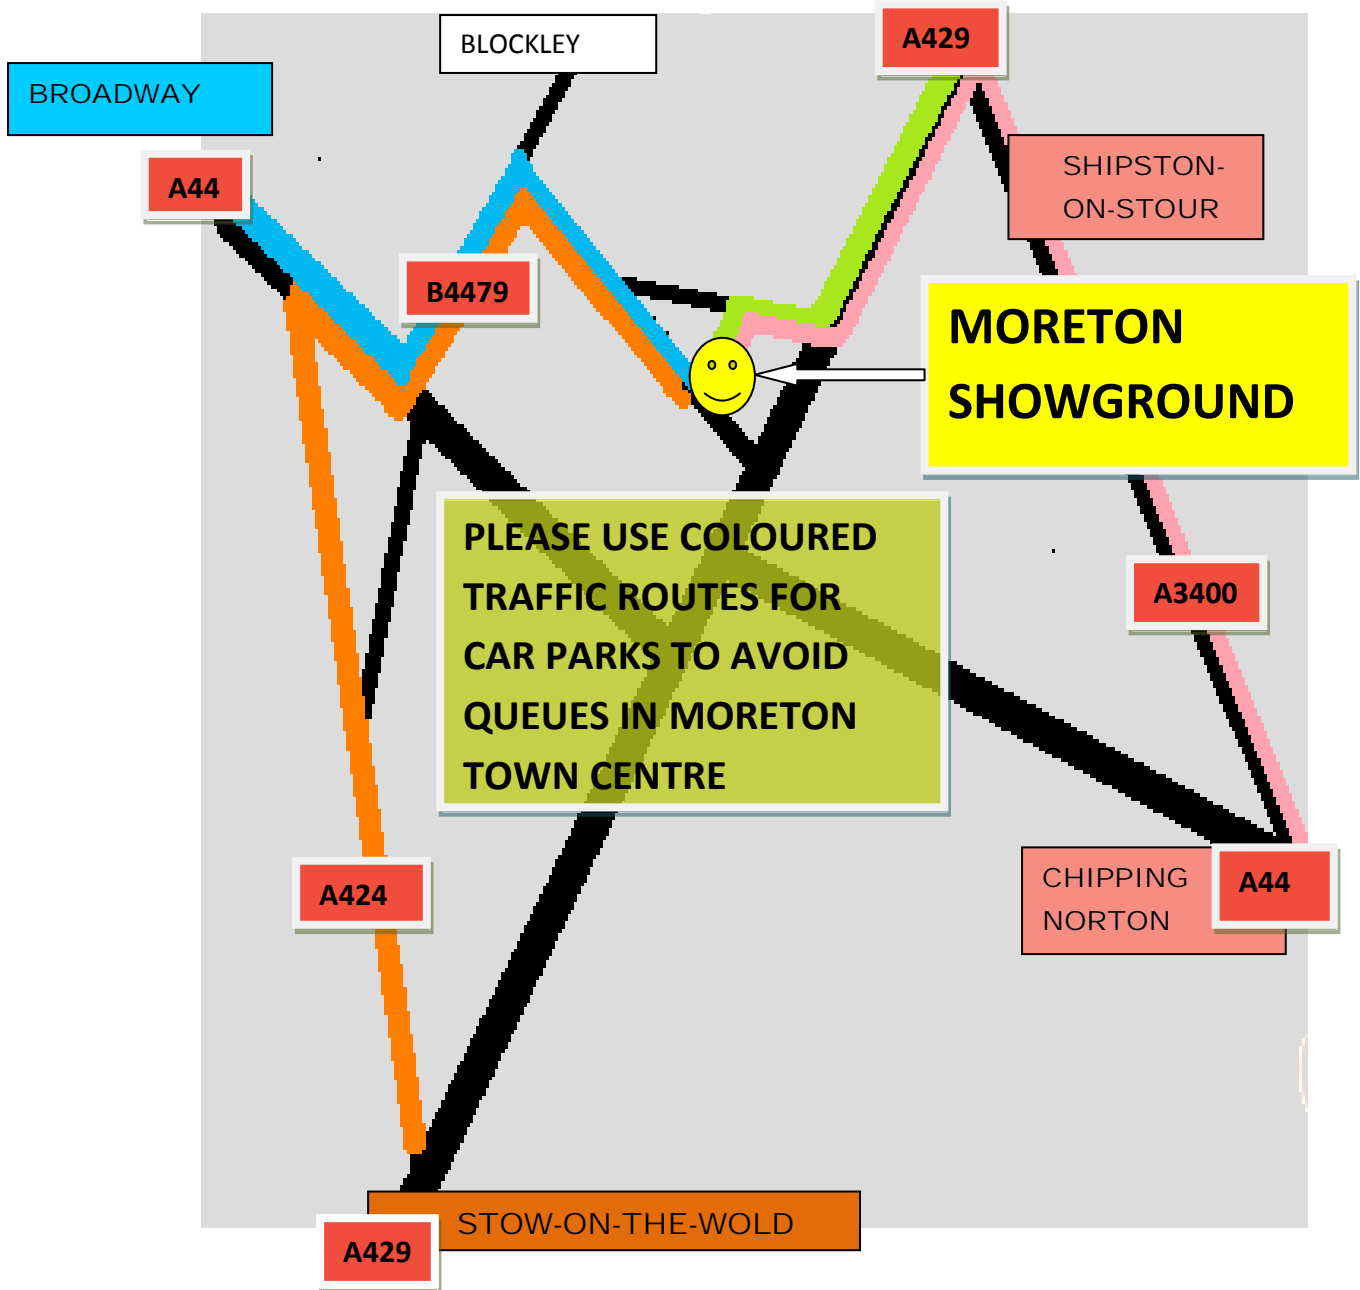 BLOCKLEY
A429
BROADWAY
A44
SHIPSTON-
ON-STOUR
B4479
MORETON
SHOWGROUND
PLEASE USE COLOURED
TRAFFIC ROUTES FOR
CAR PARKS TO AVOID
QUEUES IN MORETON
TOWN CENTRE
A3400
A424
CHIPPING
NORTON
A44
STOW-ON-THE-WOLD
A429